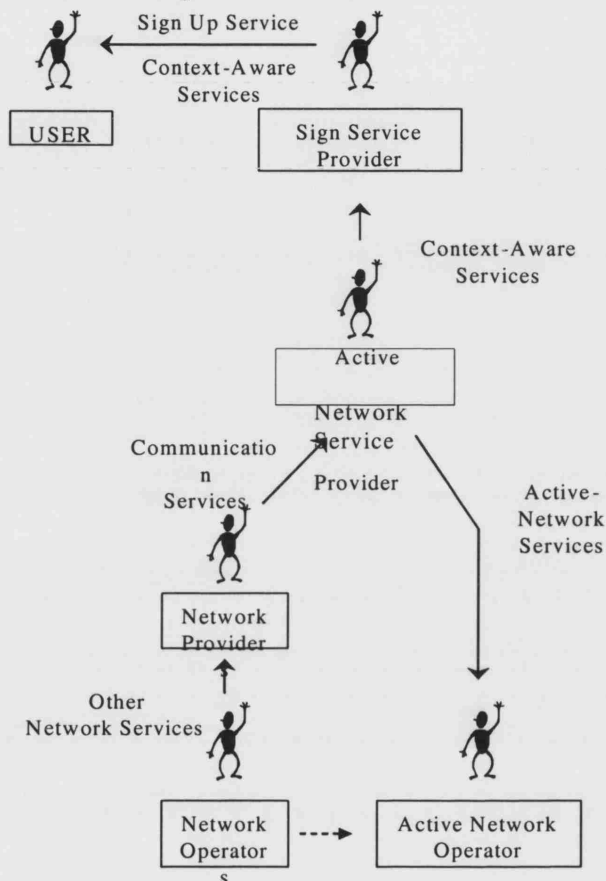 Sign Up Service
Context-Aware
Services
USER
Sign Service
Provider
Context-Aware
Services
Active
Network
Service
Provider
Communicatio
n
Services
Active-
Network
Services
Network
Provider
s
Other
Network Services
Network
Operator
s
Active Network
Operator